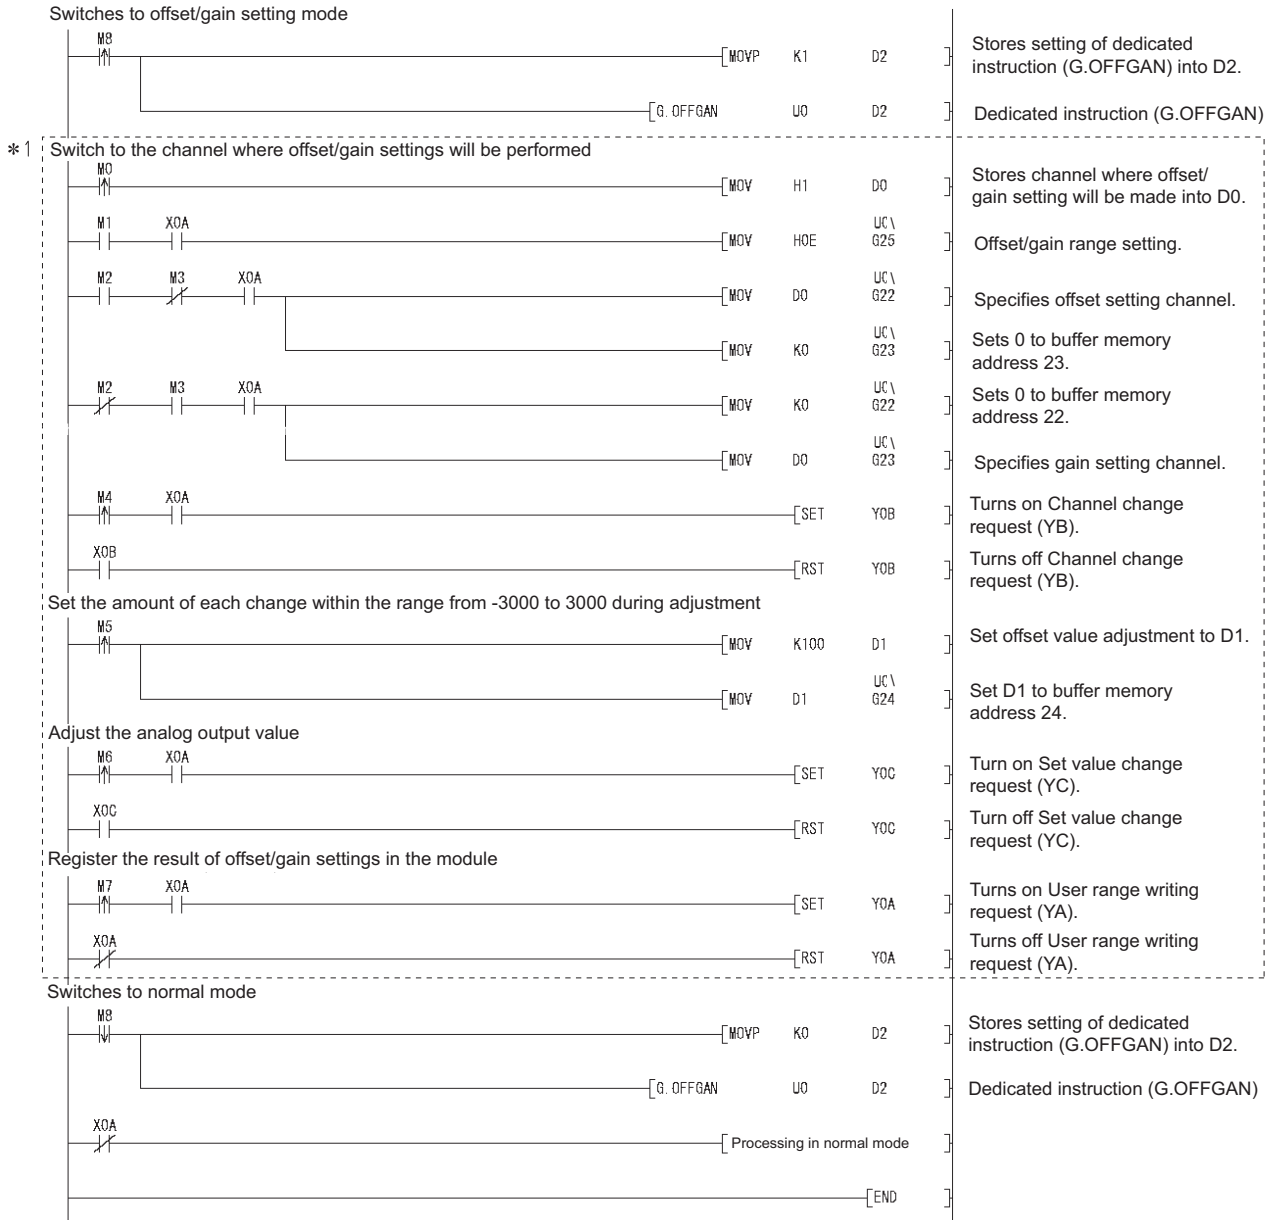 Switches to offset/gain setting mode
M8
MOVP K1 D2
Stores setting of dedicated
instruction (G.OFFGAN) into D2.
G.OFFGAN U0 D2
Dedicated instruction (G.OFFGAN)
*1
Switch to the channel where offset/gain settings will be performed
M0
MOV H1 D0
Stores channel where offset/
gain setting will be made into D0.
M1 X0A
MOV H0E U0\
G25
Offset/gain range setting.
M2 M3 X0A
MOV D0 U0\
G22
Specifies offset setting channel.
MOV K0 U0\
G23
Sets 0 to buffer memory
address 23.
M2 M3 X0A
MOV K0 U0\
G22
Sets 0 to buffer memory
address 22.
MOV D0 U0\
G23
Specifies gain setting channel.
M4 X0A
SET Y0B
Turns on Channel change
request (YB).
X0B
RST Y0B
Turns off Channel change
request (YB).
Set the amount of each change within the range from -3000 to 3000 during adjustment
M5
MOV K100 D1
Set offset value adjustment to D1.
MOV D1 U0\
G24
Set D1 to buffer memory
address 24.
Adjust the analog output value
M6 X0A
SET Y0C
Turn on Set value change
request (YC).
X0C
RST Y0C
Turn off Set value change
request (YC).
Register the result of offset/gain settings in the module
M7 X0A
SET Y0A
Turns on User range writing
request (YA).
X0A
RST Y0A
Turns off User range writing
request (YA).
Switches to normal mode
M8
MOVP K0 D2
Stores setting of dedicated
instruction (G.OFFGAN) into D2.
G.OFFGAN U0 D2
Dedicated instruction (G.OFFGAN)
X0A
Processing in normal mode
END